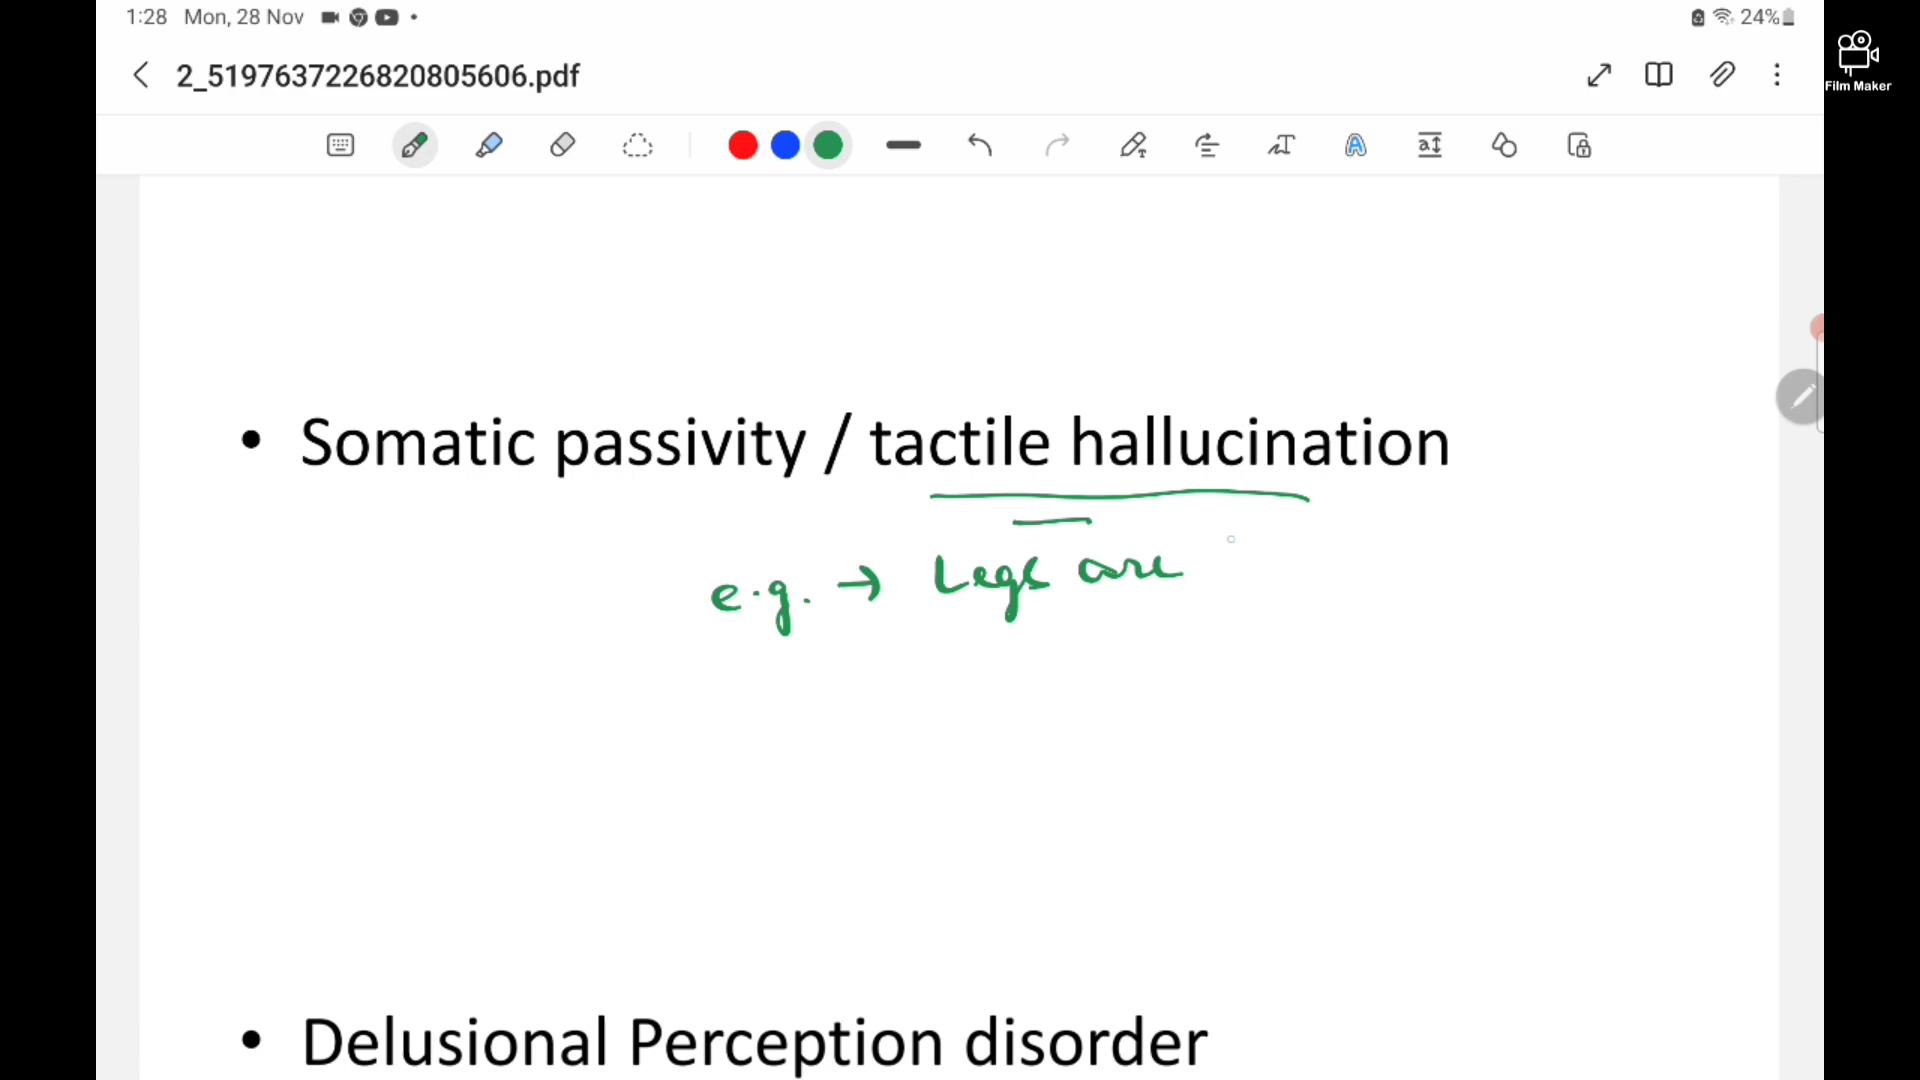 1:28 Mon, 28 Nov 24%
2_5197637226820805606.pdf
Film Maker
• Somatic passivity / tactile hallucination
e.g. → Legs are
• Delusional Perception disorder